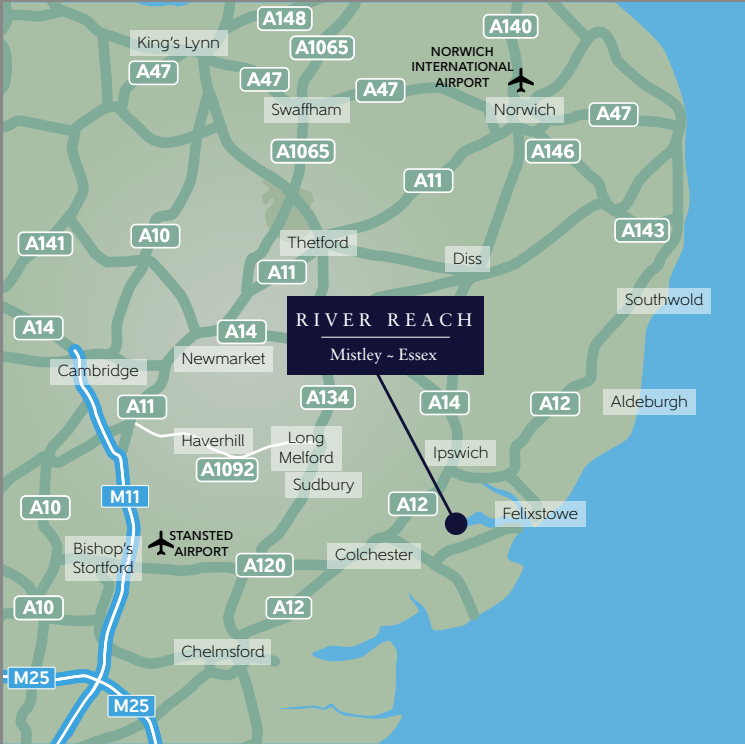 A148
A140
King's Lynn
A1065
NORWICH
INTERNATIONAL
AIRPORT
A47
A47
A47
Swaffham
Norwich
A47
A1065
A146
A11
A141
A10
A143
Thetford
Diss
A11
Southwold
RIVER REACH
Mistley ~ Essex
A14
A14
Newmarket
Cambridge
A134
A14
A12
Aldeburgh
A11
Haverhill
Long
Melford
Ipswich
A1092
Sudbury
M11
A10
A12
Felixstowe
STANSTED
AIRPORT
Bishop's
Stortford
Colchester
A120
A10
A12
Chelmsford
M25
M25